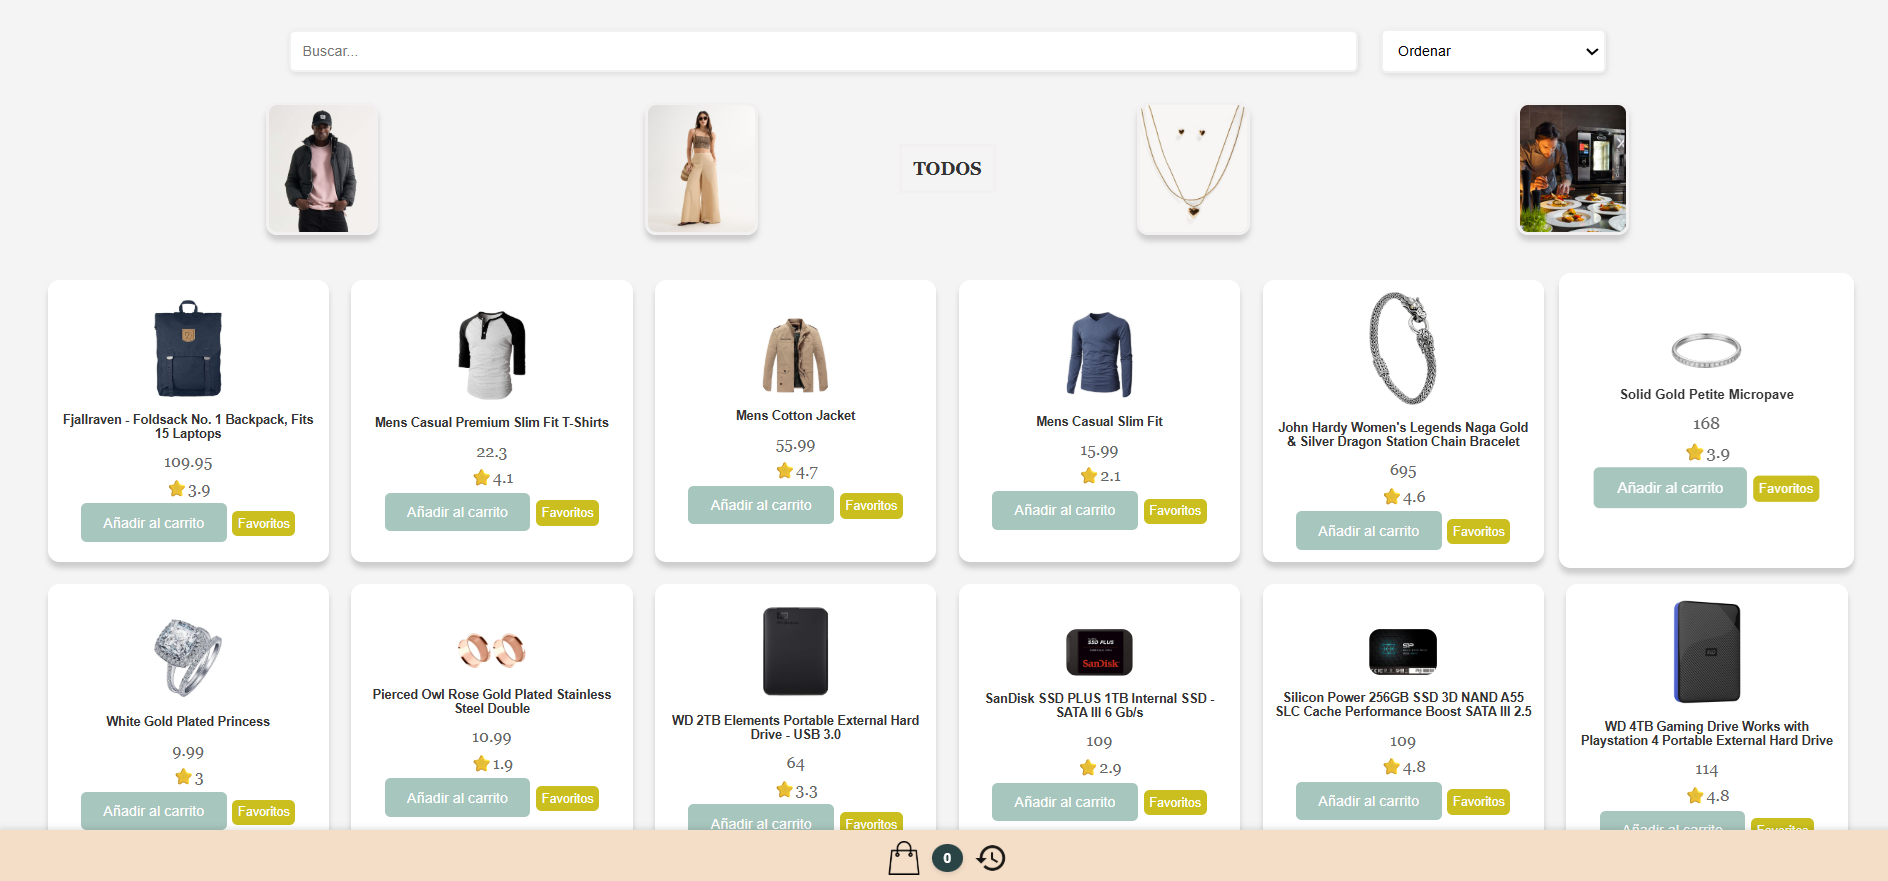 Buscar...
Ordenar
TODOS
Fjallraven - Foldsack No. 1 Backpack, Fits
15 Laptops
109.95
3.9
Añadir al carrito Favoritos
Mens Casual Premium Slim Fit T-Shirts
22.3
4.1
Añadir al carrito Favoritos
Mens Cotton Jacket
55.99
4.7
Añadir al carrito Favoritos
Mens Casual Slim Fit
15.99
2.1
Añadir al carrito Favoritos
John Hardy Women's Legends Naga Gold
& Silver Dragon Station Chain Bracelet
695
4.6
Añadir al carrito Favoritos
Solid Gold Petite Micropave
168
3.9
Añadir al carrito Favoritos
White Gold Plated Princess
9.99
3
Añadir al carrito Favoritos
Pierced Owl Rose Gold Plated Stainless
Steel Double
10.99
1.9
Añadir al carrito Favoritos
WD 2TB Elements Portable External Hard
Drive - USB 3.0
64
3.3
Añadir al carrito Favoritos
SSD PLUS
SanDisk
SanDisk SSD PLUS 1TB Internal SSD -
SATA III 6 Gb/s
109
2.9
Añadir al carrito Favoritos
SP
Silicon Power 256GB SSD 3D NAND A55
SLC Cache Performance Boost SATA III 2.5
109
4.8
Añadir al carrito Favoritos
WD
WD 4TB Gaming Drive Works with
Playstation 4 Portable External Hard Drive
114
4.8
Añadir al carrito Favoritos
0